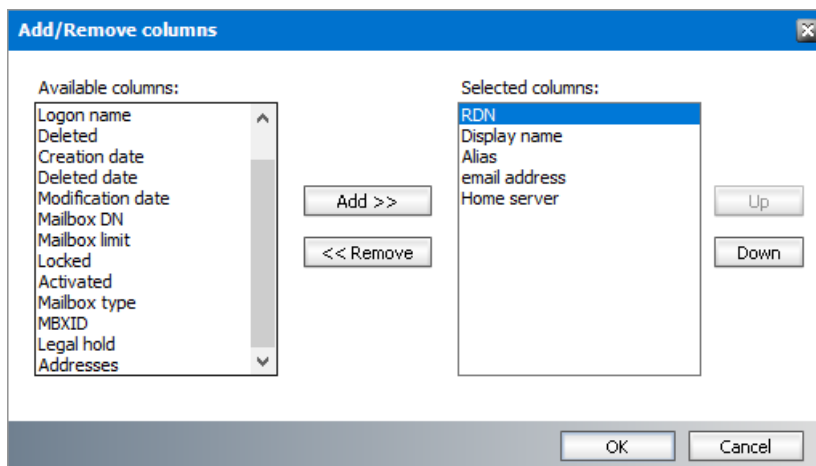 Add/Remove columns
Available columns:
Logon name
Deleted
Creation date
Deleted date
Modification date
Mailbox DN
Mailbox limit
Locked
Activated
Mailbox type
MBXID
Legal hold
Addresses
Add >>
<< Remove
Selected columns:
RDN
Display name
Alias
email address
Home server
Up
Down
OK
Cancel